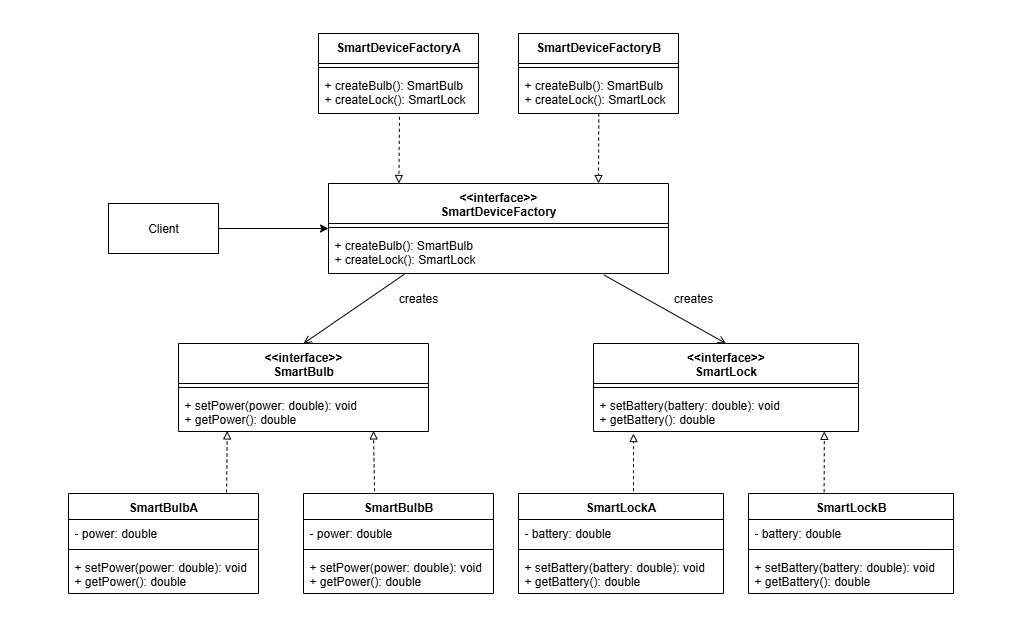 SmartDeviceFactoryA
+ createBulb(): SmartBulb
+ createLock(): SmartLock
SmartDeviceFactoryB
+ createBulb(): SmartBulb
+ createLock(): SmartLock
Client
<<interface>>
SmartDeviceFactory
+ createBulb(): SmartBulb
+ createLock(): SmartLock
creates
creates
<<interface>>
SmartBulb
+ setPower(power: double): void
+ getPower(): double
<<interface>>
SmartLock
+ setBattery(battery: double): void
+ getBattery(): double
SmartBulbA
- power: double
+ setPower(power: double): void
+ getPower(): double
SmartBulbB
- power: double
+ setPower(power: double): void
+ getPower(): double
SmartLockA
- battery: double
+ setBattery(battery: double): void
+ getBattery(): double
SmartLockB
- battery: double
+ setBattery(battery: double): void
+ getBattery(): double